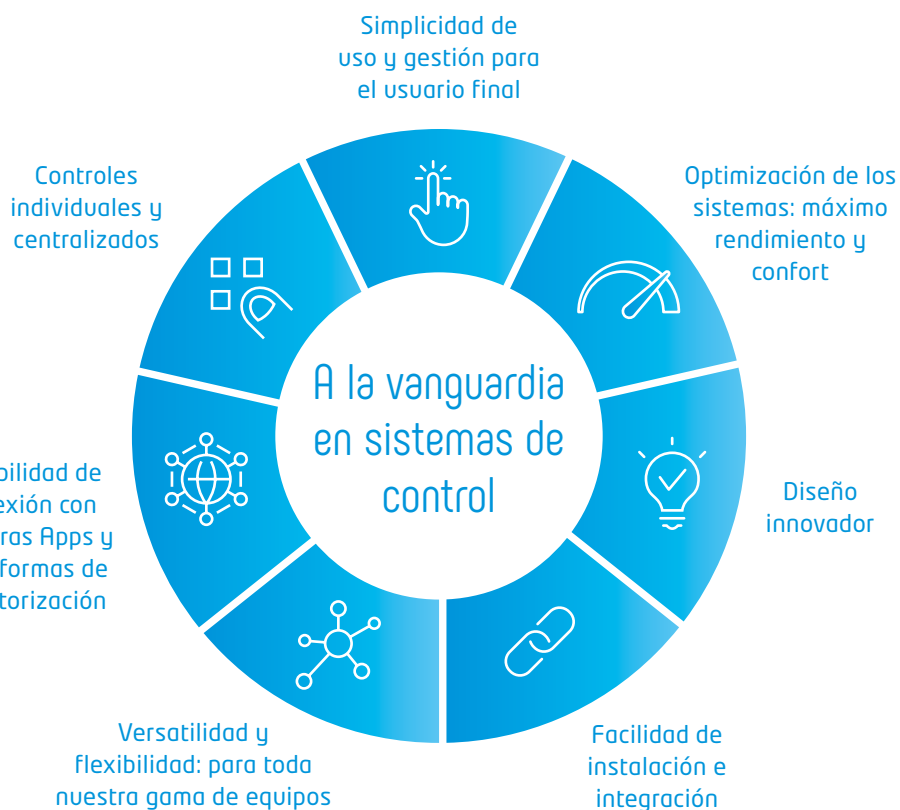 Simplicidad de
uso y gestión para
el usuario final
Controles
individuales y
centralizados
Optimización de los
sistemas: máximo
rendimiento y
confort
A la vanguardia
en sistemas de
control
Diseño
innovador
bilidad de
exión con
ras Apps y
formas de
torización
Versatilidad y
flexibilidad: para toda
nuestra gama de equipos
Facilidad de
instalación e
integración